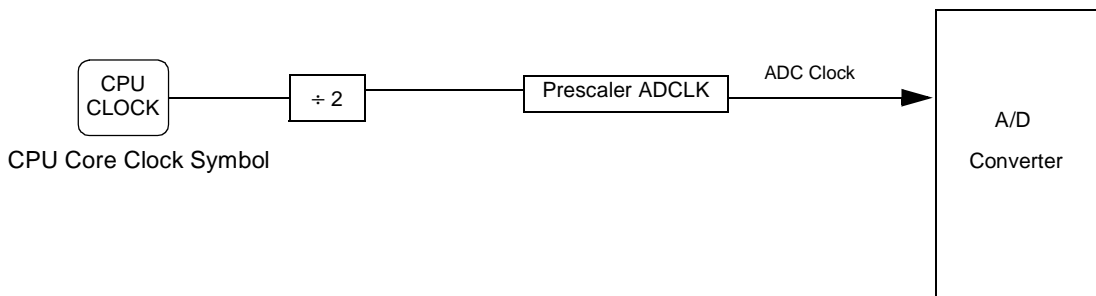 CPU
CLOCK
÷ 2
Prescaler ADCLK
ADC Clock
A/D
Converter
CPU Core Clock Symbol